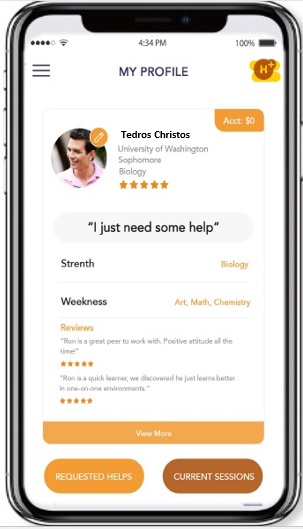 4:34 PM
100%
MY PROFILE
H+
Acct: $0
Tedros Christos
University of Washington
Sophomore
Biology
“I just need some help”
Strenth
Biology
Weekness
Art, Math, Chemistry
Reviews
“Ron is a great peer to work with. Positive attitude all the
time!”
“Ron is a quick learner, we discovered he just learns better
in one-on-one environments.”
View More
REQUESTED HELPS
CURRENT SESSIONS